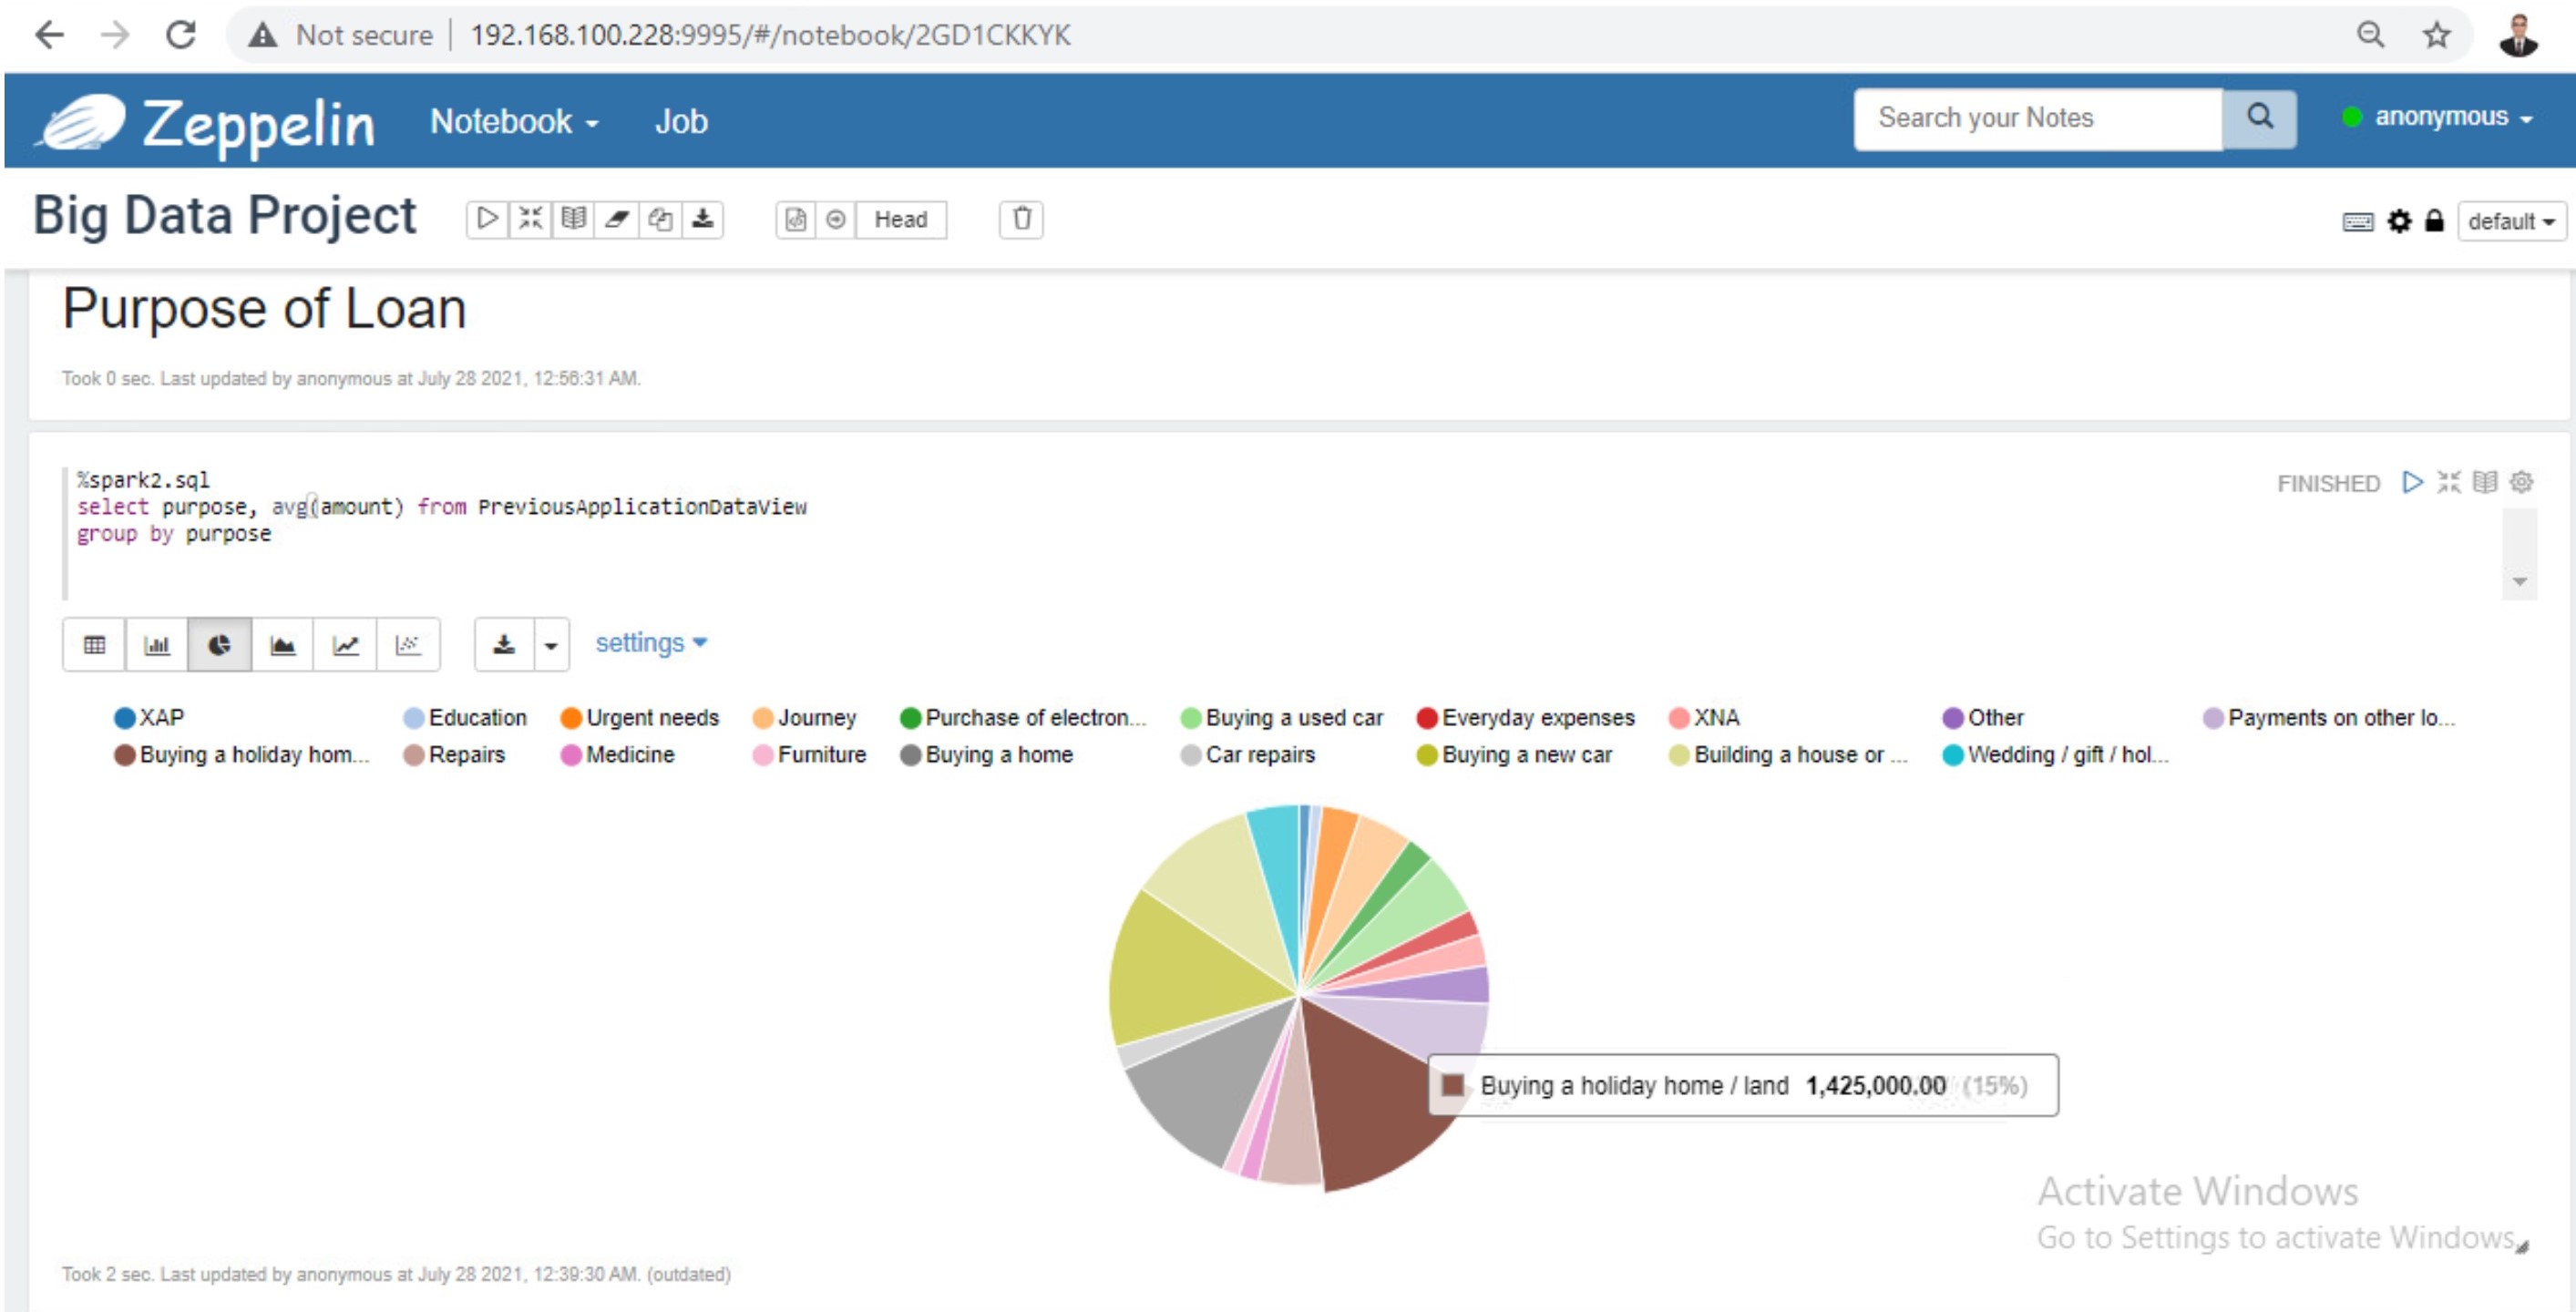 Not secure | 192.168.100.228:9995/#/notebook/2GD1CKKYK
Zeppelin Notebook Job Search your Notes anonymous
Big Data Project Head default
Purpose of Loan
Took 0 sec. Last updated by anonymous at July 28 2021, 12:56:31 AM.
%spark2.sql
FINISHED
select purpose, avg(amount) from PreviousApplicationDataView
group by purpose
settings
XAP Education Urgent needs Journey Purchase of electron... Buying a used car Everyday expenses XNA Other Payments on other lo...
Buying a holiday hom... Repairs Medicine Furniture Buying a home Car repairs Buying a new car Building a house or ... Wedding / gift / hol...
Buying a holiday home / land 1,425,000.00 (15%)
Activate Windows
Go to Settings to activate Windows.
Took 2 sec. Last updated by anonymous at July 28 2021, 12:39:30 AM. (outdated)